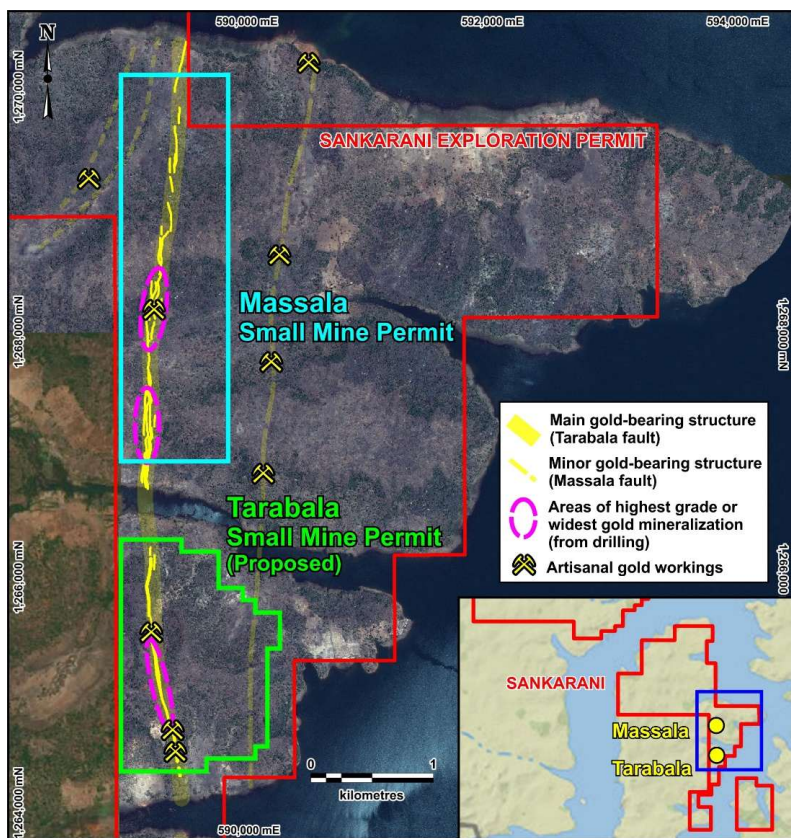 590,000 mE
592,000 mE
594,000 mE
N
1,270,000 mN
SANKARANI EXPLORATION PERMIT
1,268,000 mN
1,268,000 mN
Massala
Small Mine Permit
Main gold-bearing structure
(Tarabala fault)
Minor gold-bearing structure
(Massala fault)
Areas of highest grade or
widest gold mineralization
(from drilling)
Artisanal gold workings
Tarabala
Small Mine Permit
(Proposed)
1,266,000 mN
1,266,000 mN
SANKARANI
Massala
Tarabala
0 1
kilometres
1,264,000 mN
590,000 mE